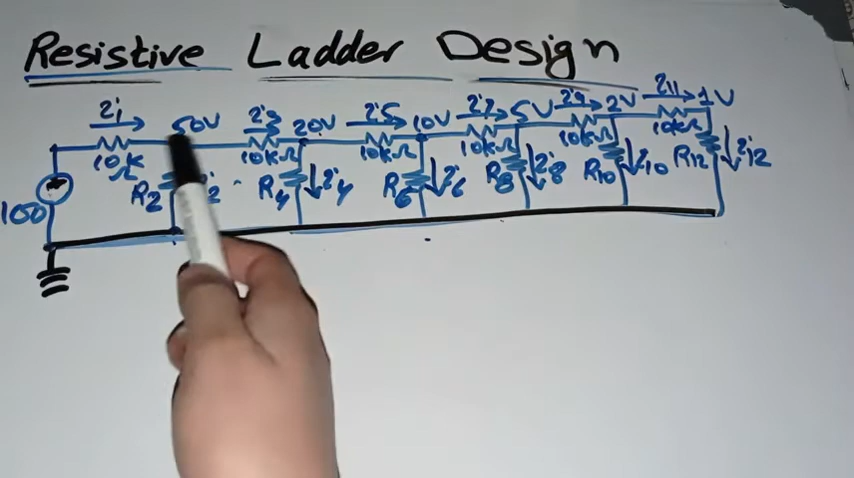 Resistive Ladder Design
i1 50V i3 20V i5 10V i7 5V i9 2V i11 1V
10K Ω 10KΩ 10KΩ 10KΩ 10KΩ 10KΩ
100 R2 i2 R4 i4 R6 i6 R8 i8 R10 i10 R12 i12